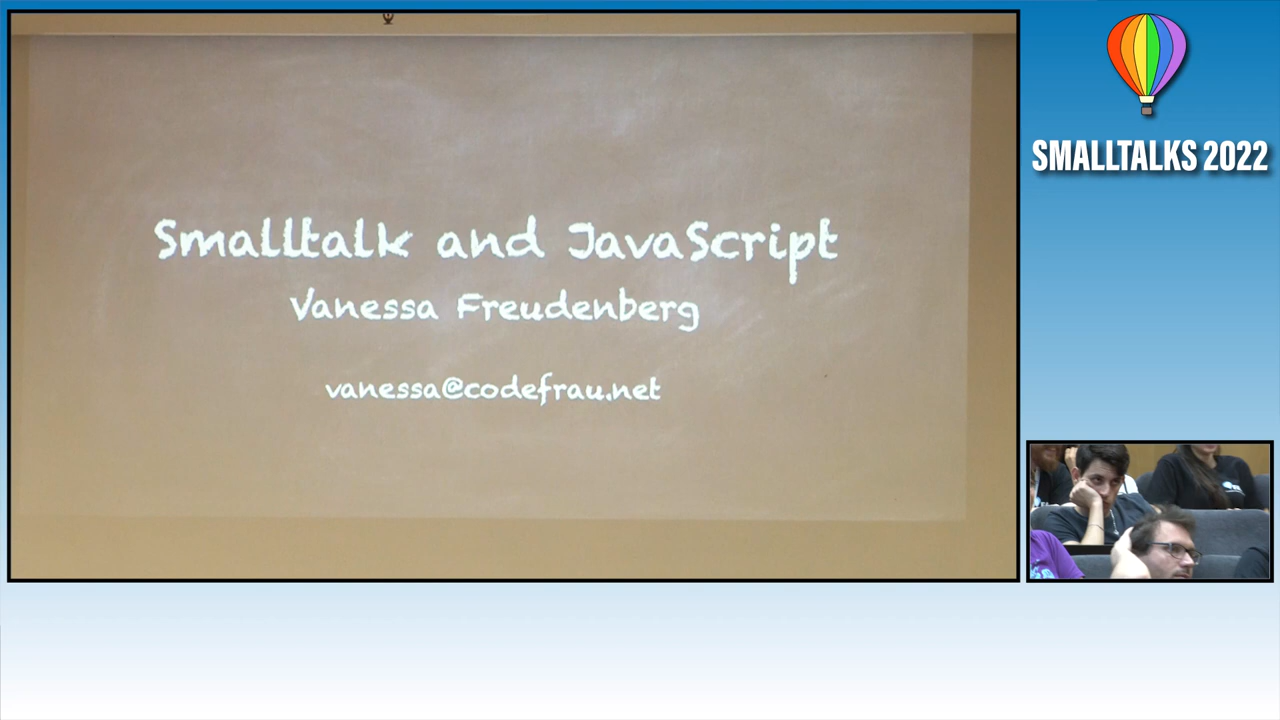 Smalltalk and JavaScript
Vanessa Freudenberg
vanessa@codefrau.net
SMALLTALKS 2022